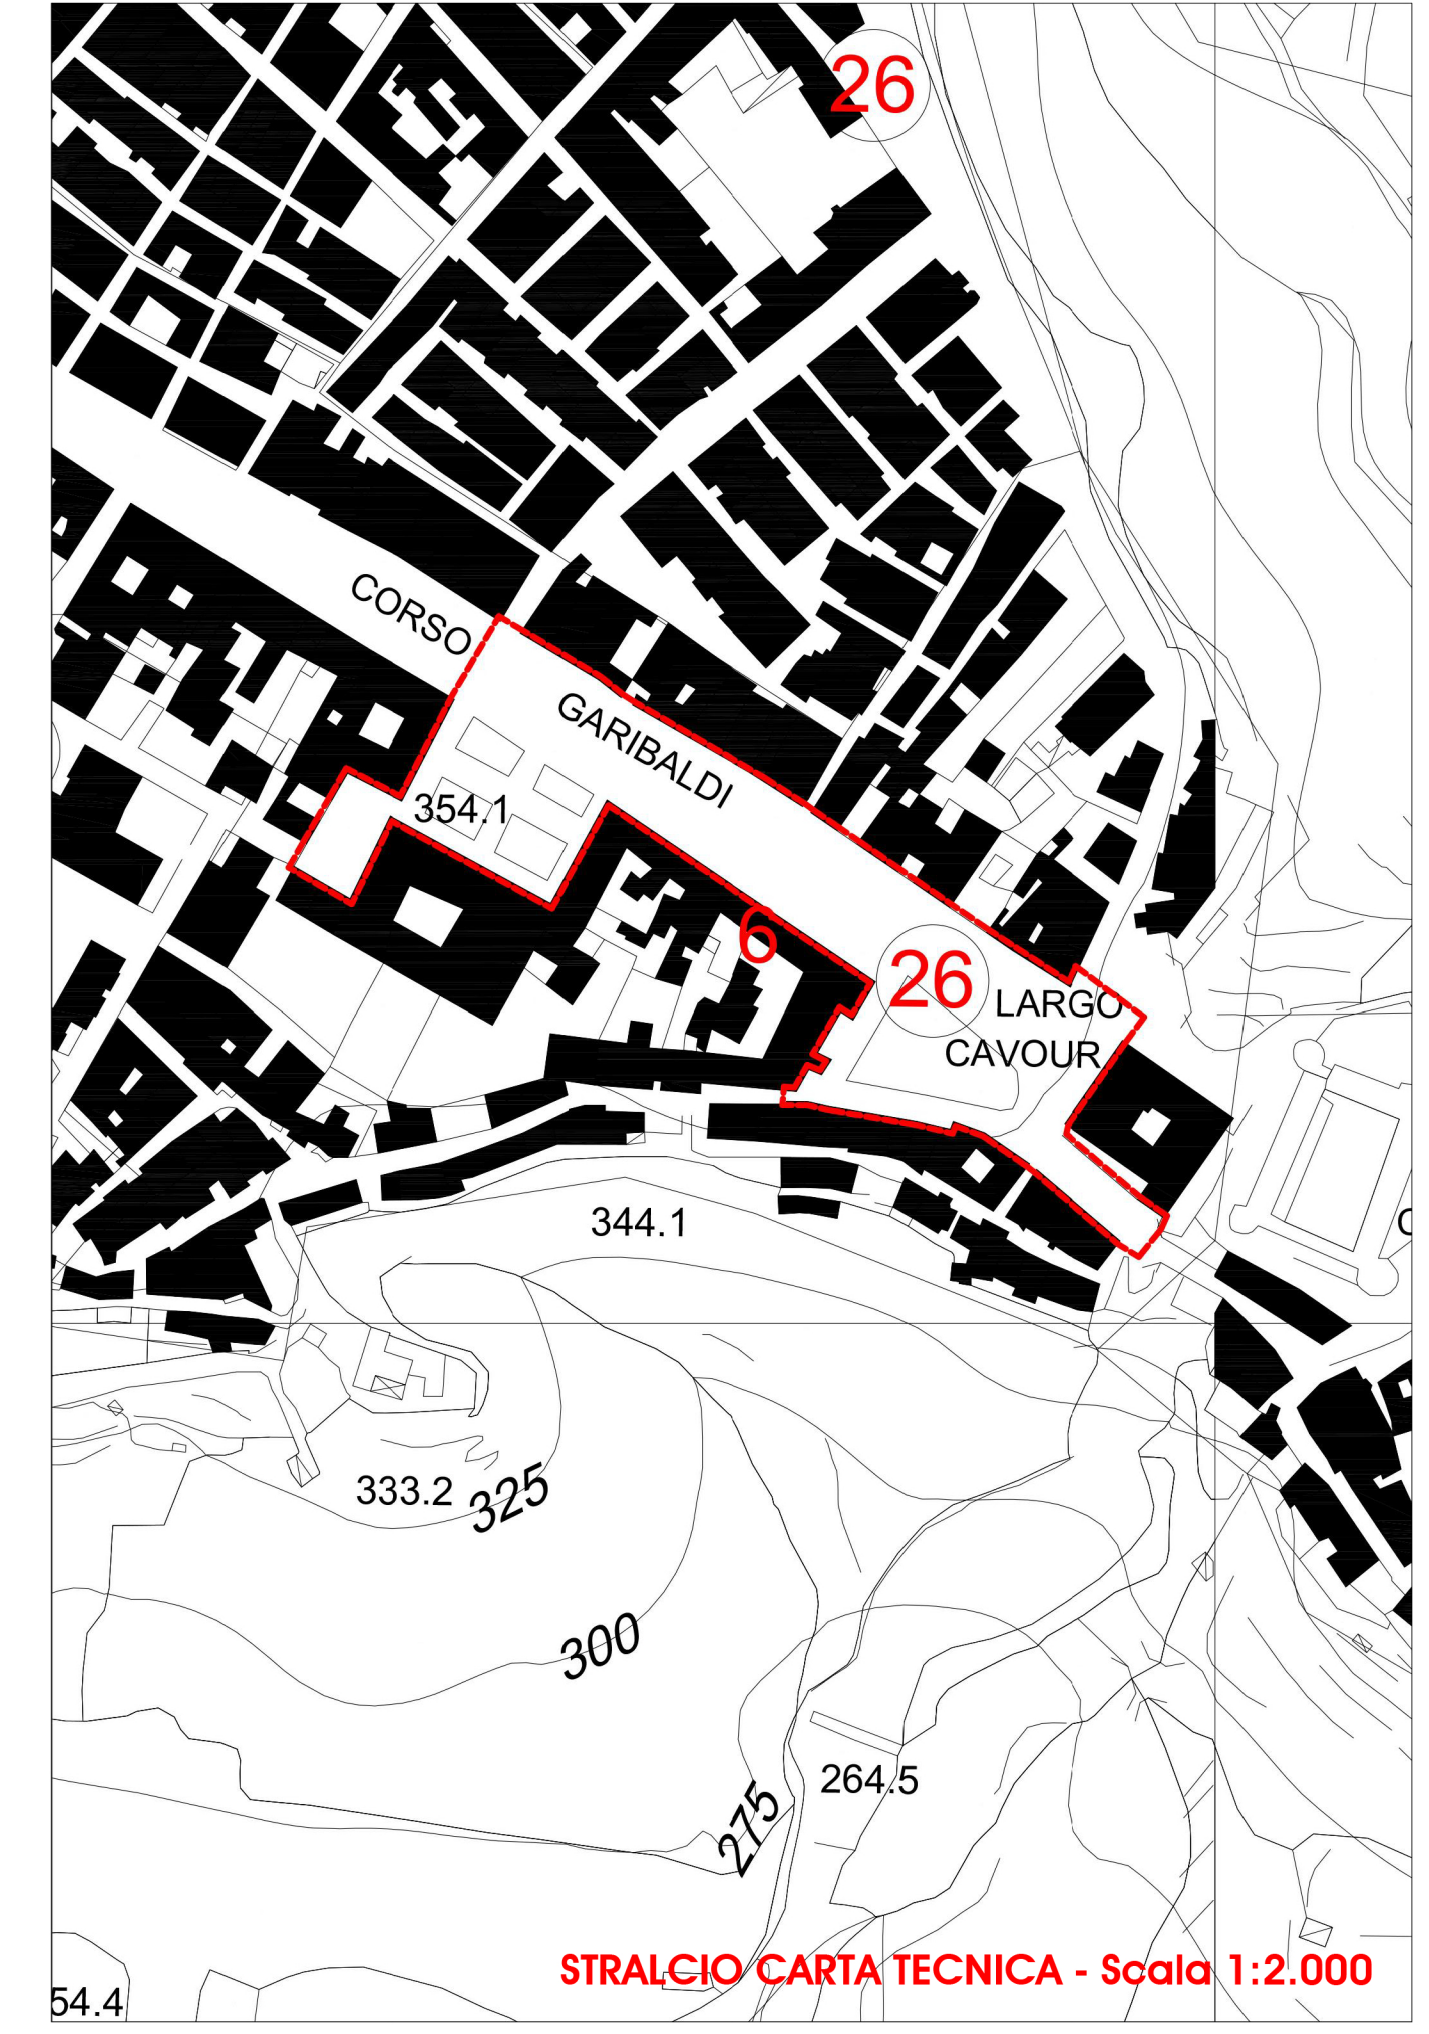 26
CORSO
GARIBALDI
354.1
6
26
LARGO
CAVOUR
344.1
C
333.2
325
300
264.5
275
STRALCIO CARTA TECNICA - Scala 1:2.000
54.4